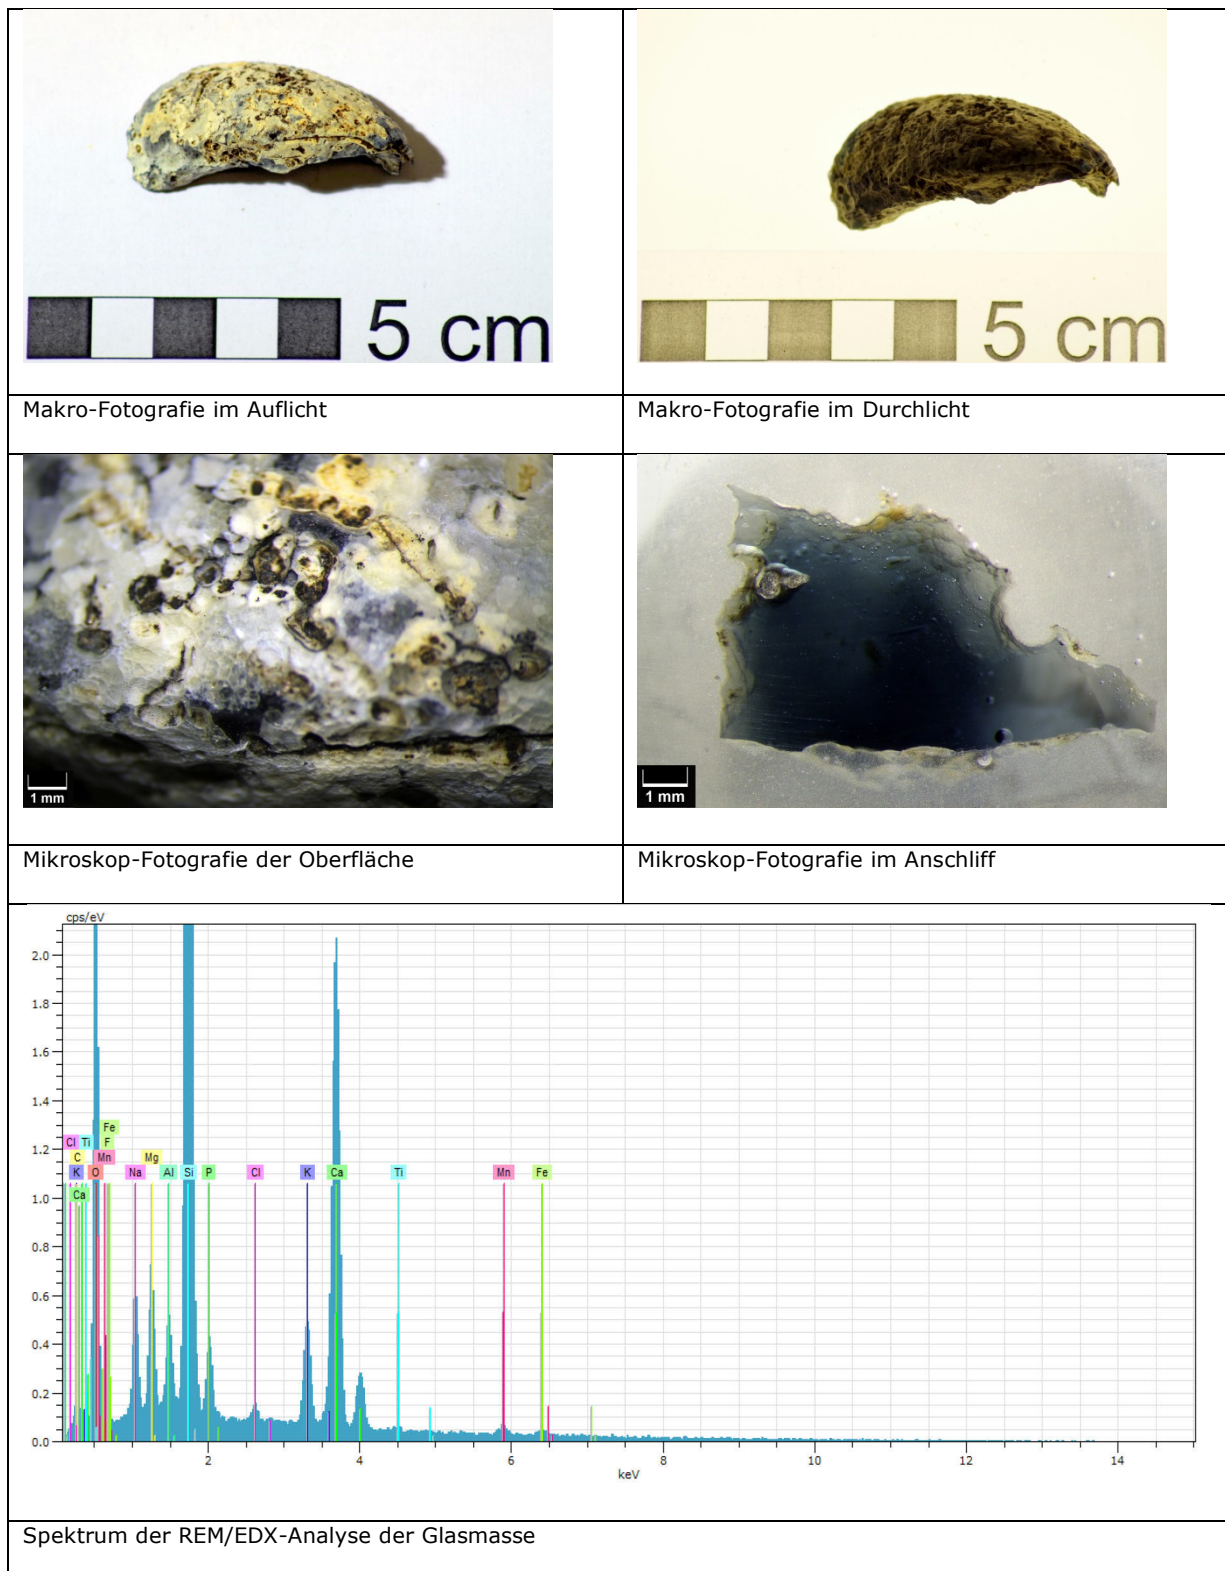 5 cm
5 cm
Makro-Fotografie im Auflicht
Makro-Fotografie im Durchlicht
1 mm
1 mm
Mikroskop-Fotografie der Oberfläche
Mikroskop-Fotografie im Anschliff
cps/eV
2.0
1.8
1.6
1.4
Fe
1.2
Cl Ti F
C Mn Mg
K O Na Al Si P Cl K Ca Ti Mn Fe
Ca
1.0
0.8
0.6
0.4
0.2
0.0
2 4 6 8 10 12 14
keV
Spektrum der REM/EDX-Analyse der Glasmasse